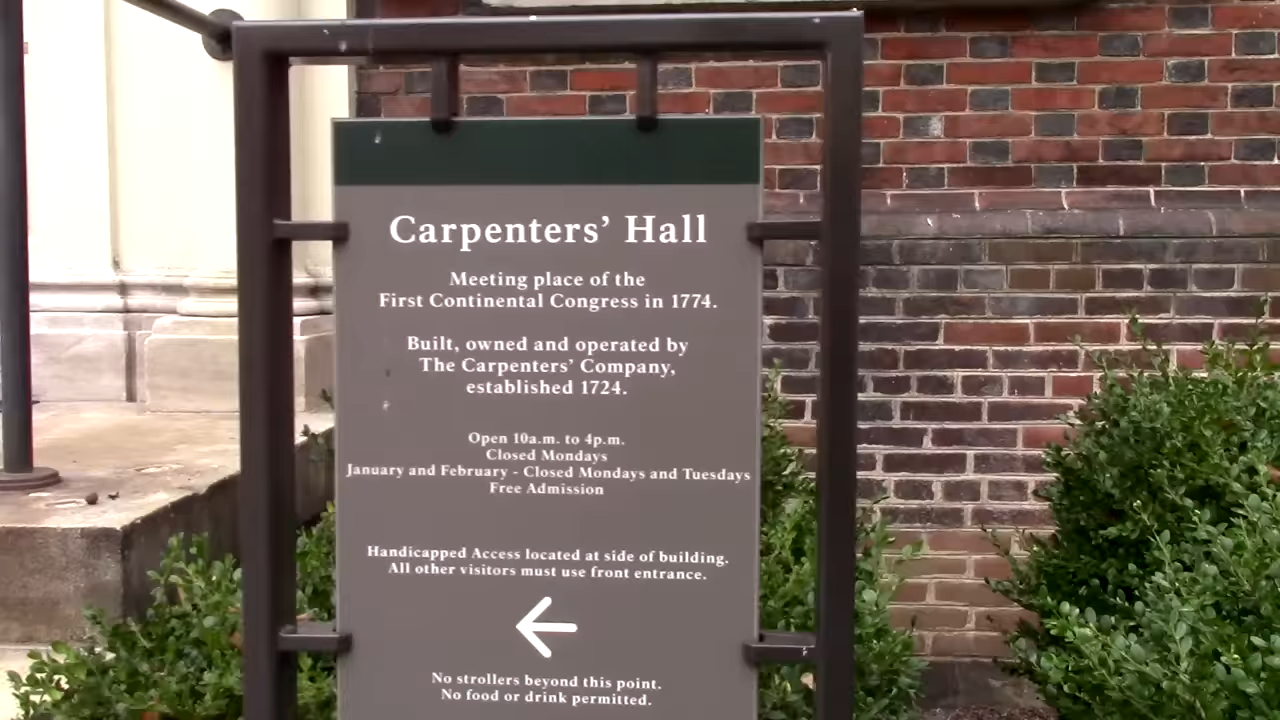 Carpenters’ Hall
Meeting place of the
First Continental Congress in 1774.
Built, owned and operated by
The Carpenters’ Company,
established 1724.
Open 10a.m. to 4p.m.
Closed Mondays
January and February - Closed Mondays and Tuesdays
Free Admission
Handicapped Access located at side of building.
All other visitors must use front entrance.
No strollers beyond this point.
No food or drink permitted.